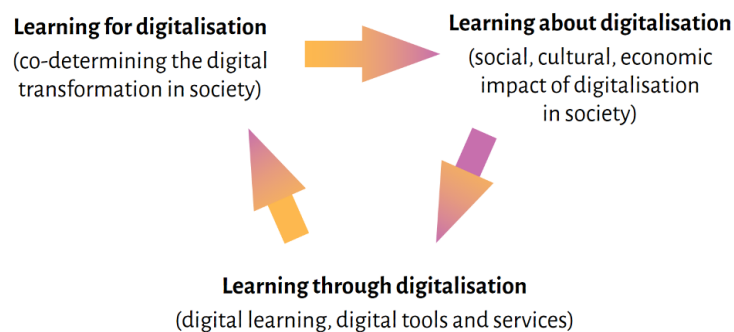 Learning for digitalisation
(co-determining the digital
transformation in society)
Learning about digitalisation
(social, cultural, economic
impact of digitalisation
in society)
Learning through digitalisation
(digital learning, digital tools and services)